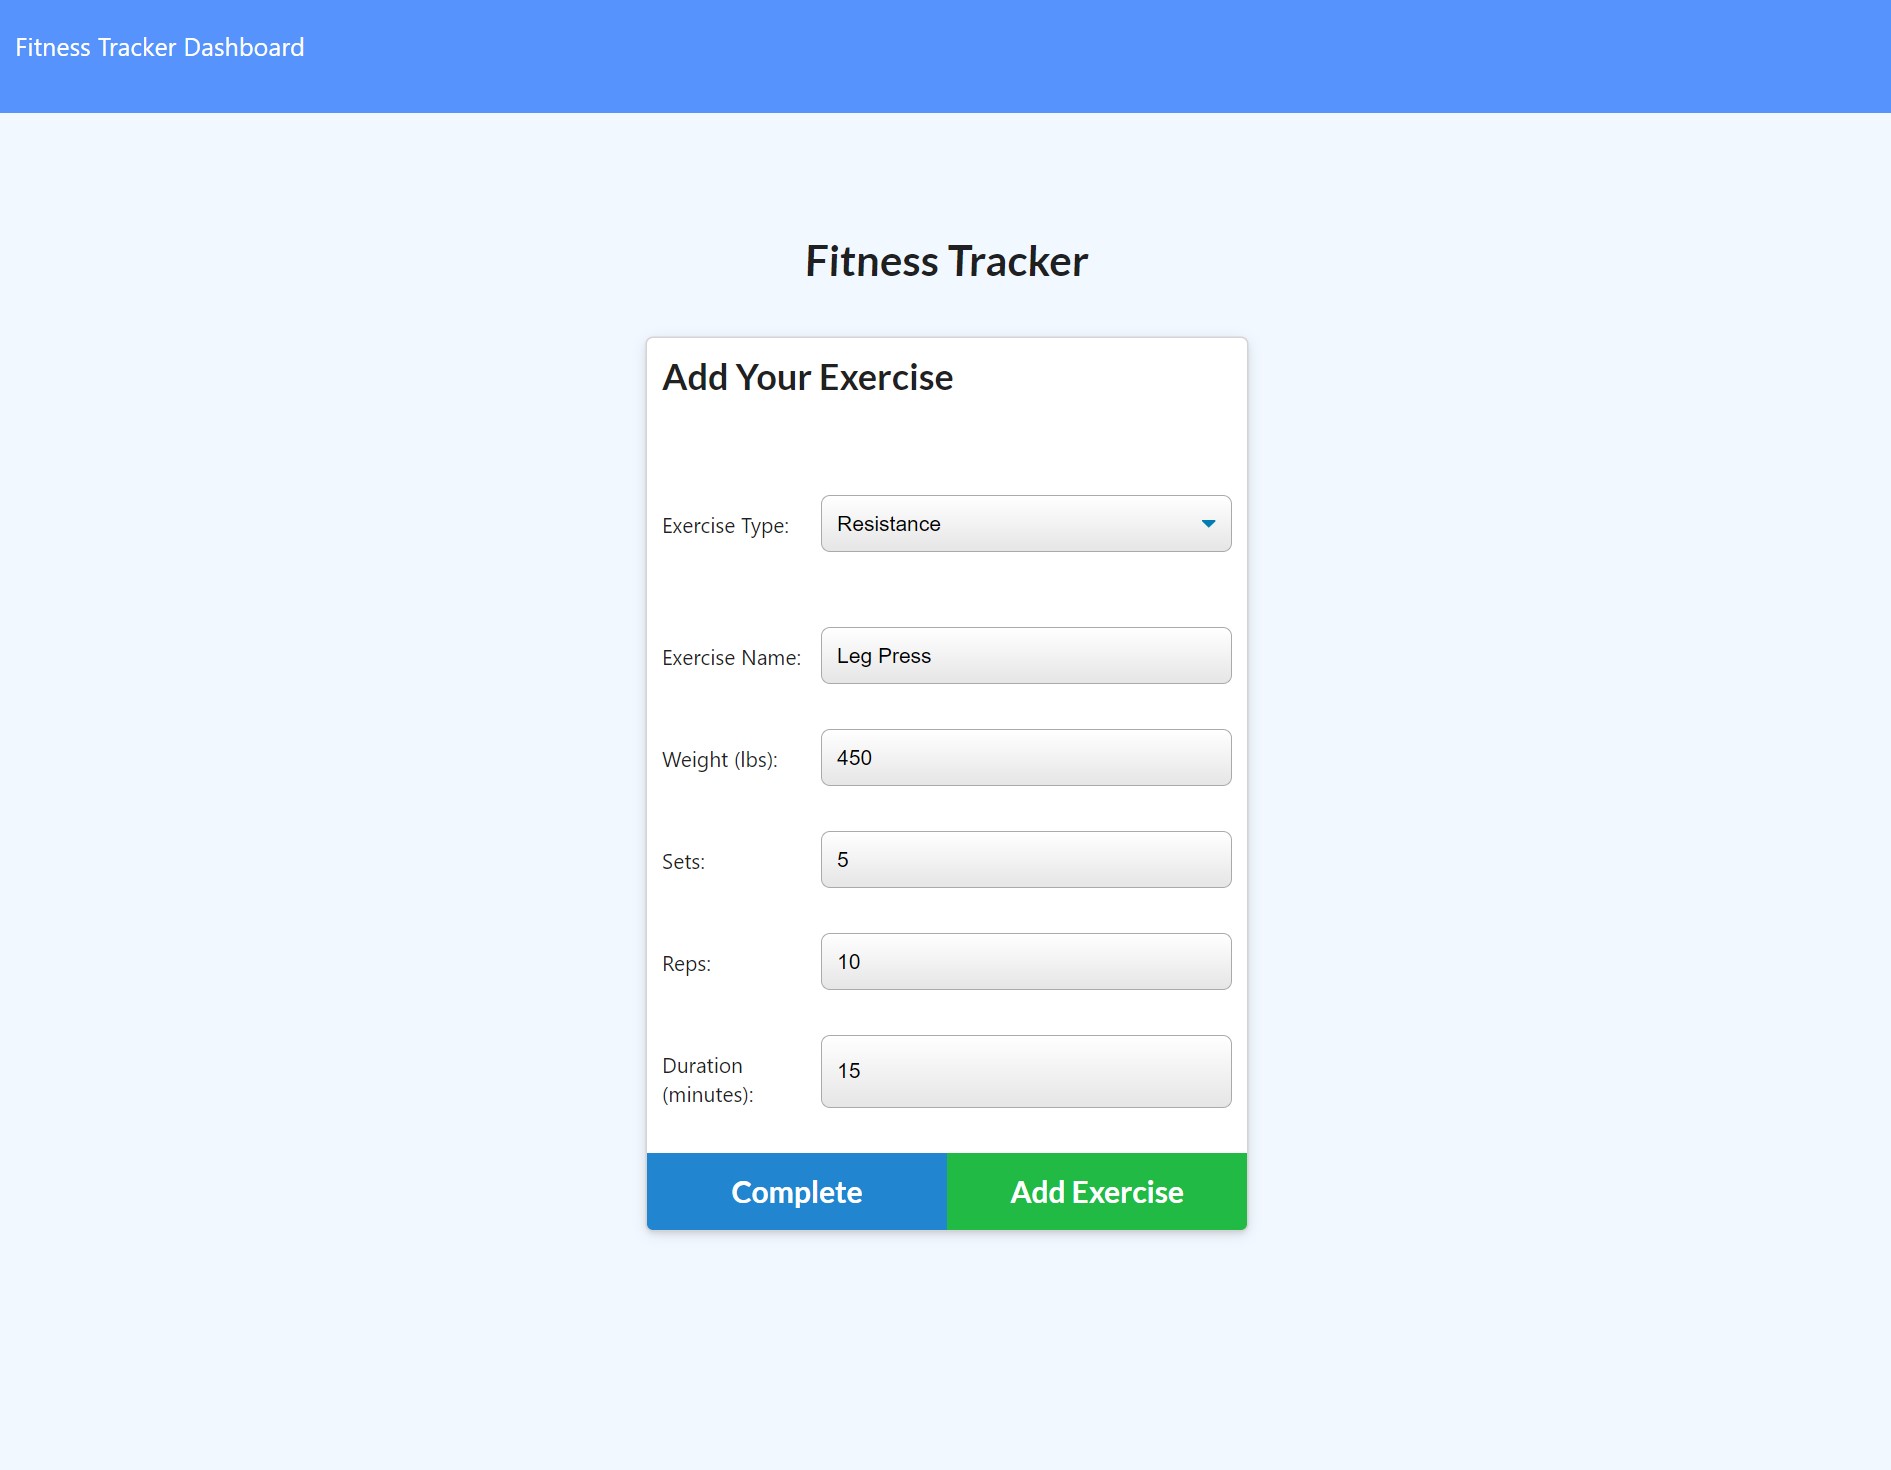 Fitness Tracker Dashboard
Fitness Tracker
Add Your Exercise
Exercise Type: Resistance
Exercise Name: Leg Press
Weight (lbs): 450
Sets: 5
Reps: 10
Duration (minutes): 15
Complete Add Exercise